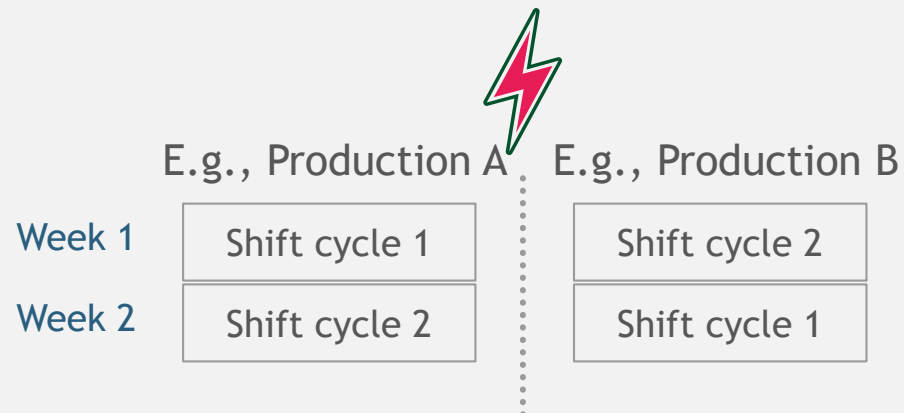 E.g., Production A E.g., Production B
Week 1 Shift cycle 1 Shift cycle 2
Week 2 Shift cycle 2 Shift cycle 1